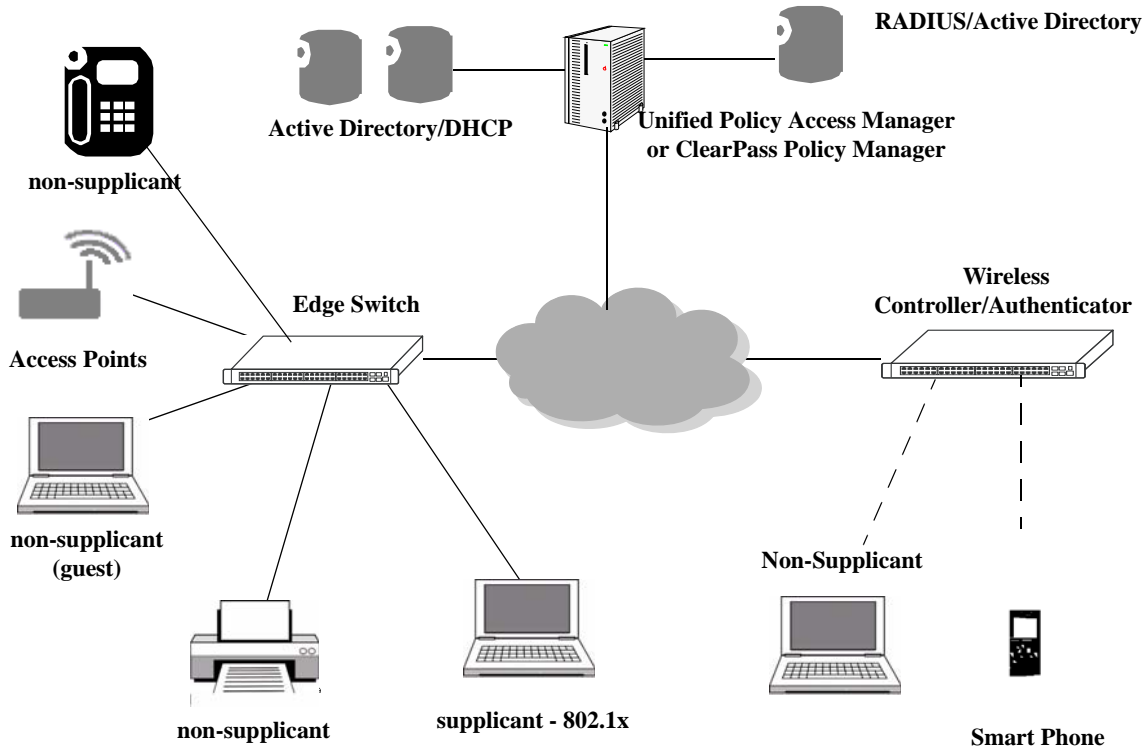 RADIUS/Active Directory
Active Directory/DHCP
Unified Policy Access Manager
or ClearPass Policy Manager
non-supplicant
Edge Switch
Wireless
Controller/Authenticator
Access Points
non-supplicant
(guest)
Non-Supplicant
non-supplicant
supplicant - 802.1x
Smart Phone